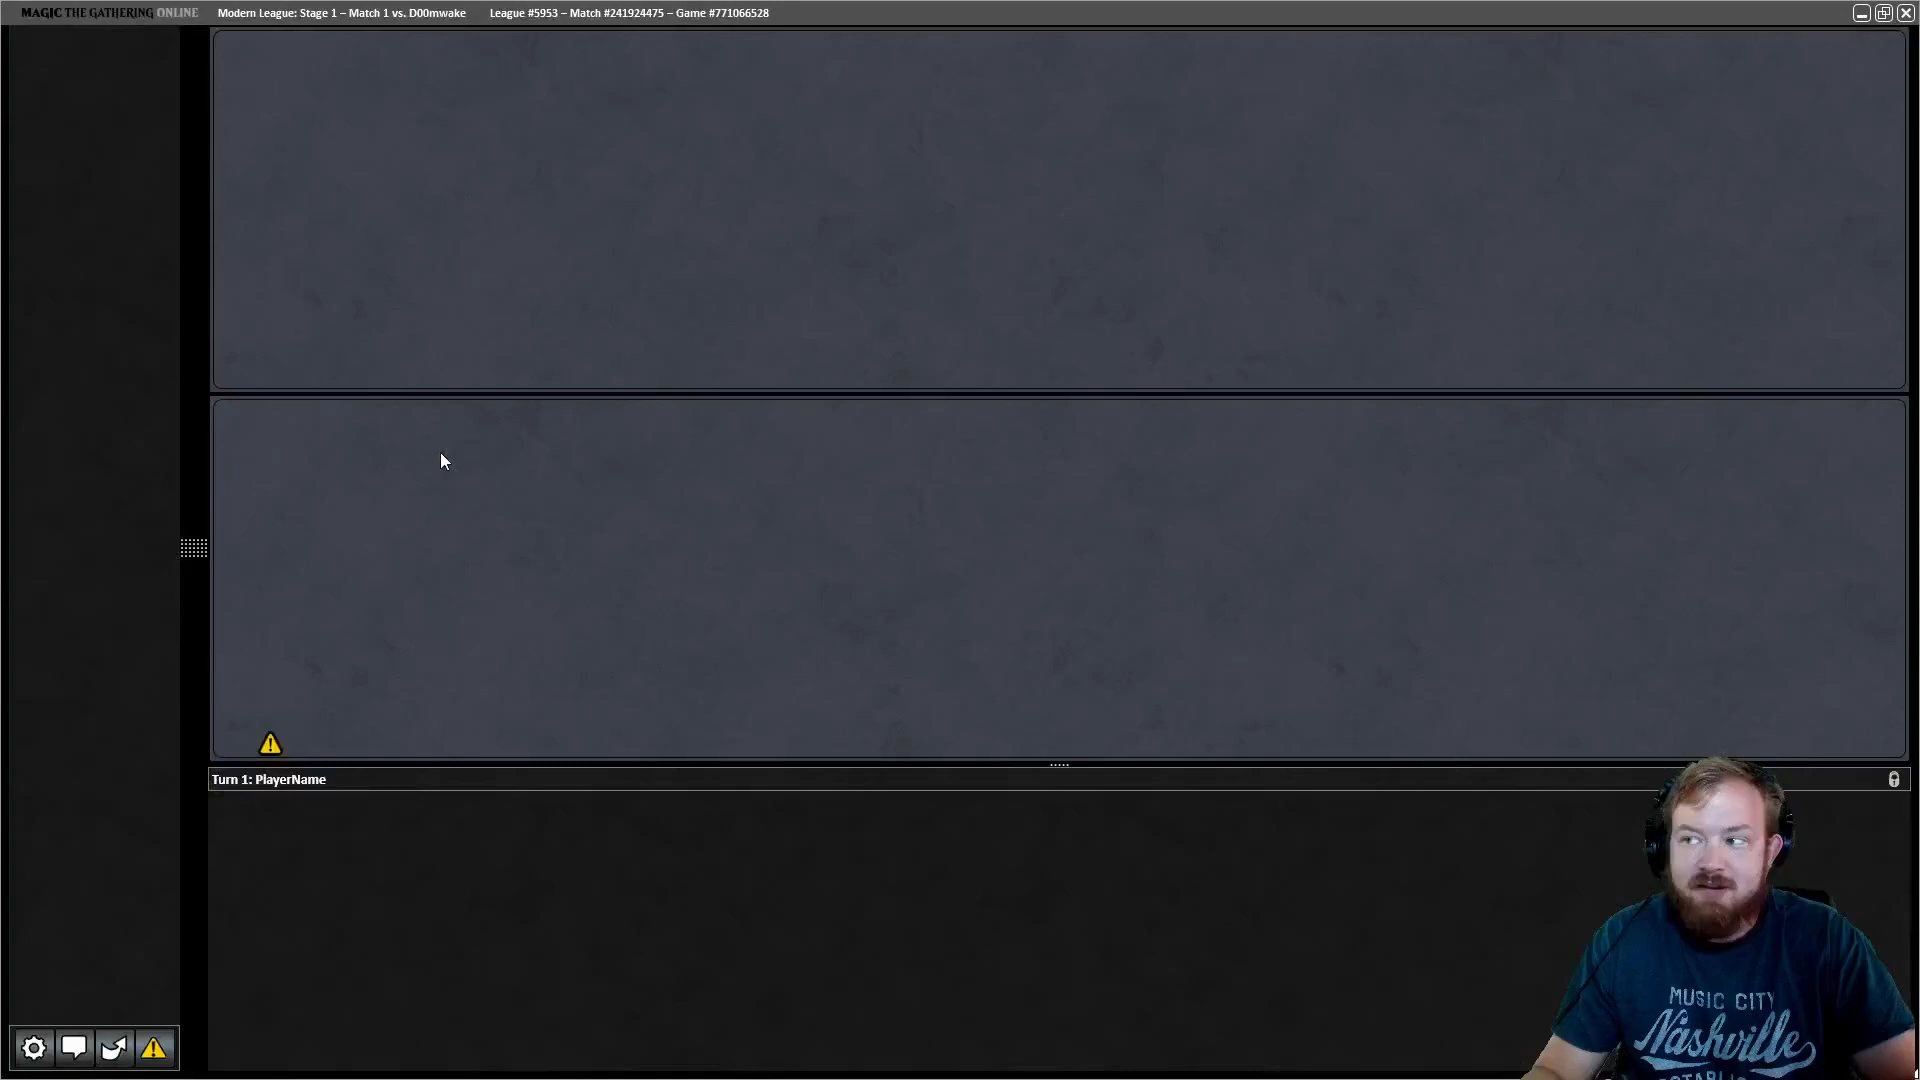 MAGIC THE GATHERING ONLINE Modern League: Stage 1 – Match 1 vs. D00mwake League #5953 – Match #241924475 – Game #771066528
Turn 1: PlayerName
MUSIC CITY
Nashville